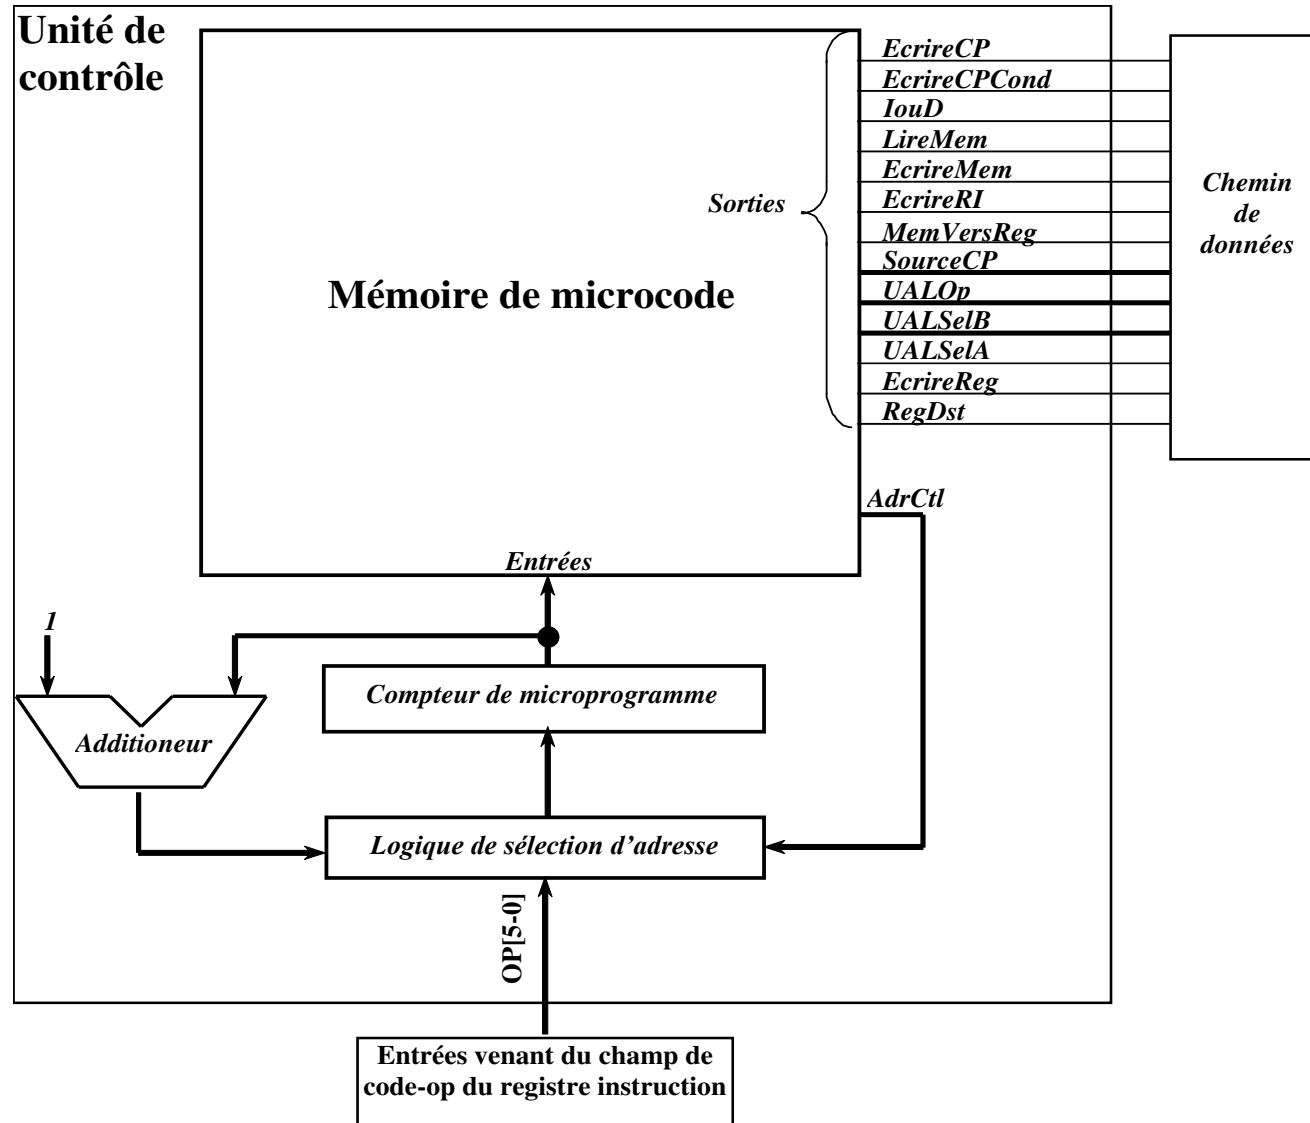 Unité de
contrôle
EcrireCP
EcrireCPCond
IouD
LireMem
EcrireMem
EcrireRI
MemVersReg
SourceCP
UALOp
UALSelB
UALSelA
EcrireReg
RegDst
Sorties
Chemin
de
données
Mémoire de microcode
AdrCtl
Entrées
1
Compteur de microprogramme
Additioneur
Logique de sélection d’adresse
OP[5-0]
Entrées venant du champ de
code-op du registre instruction